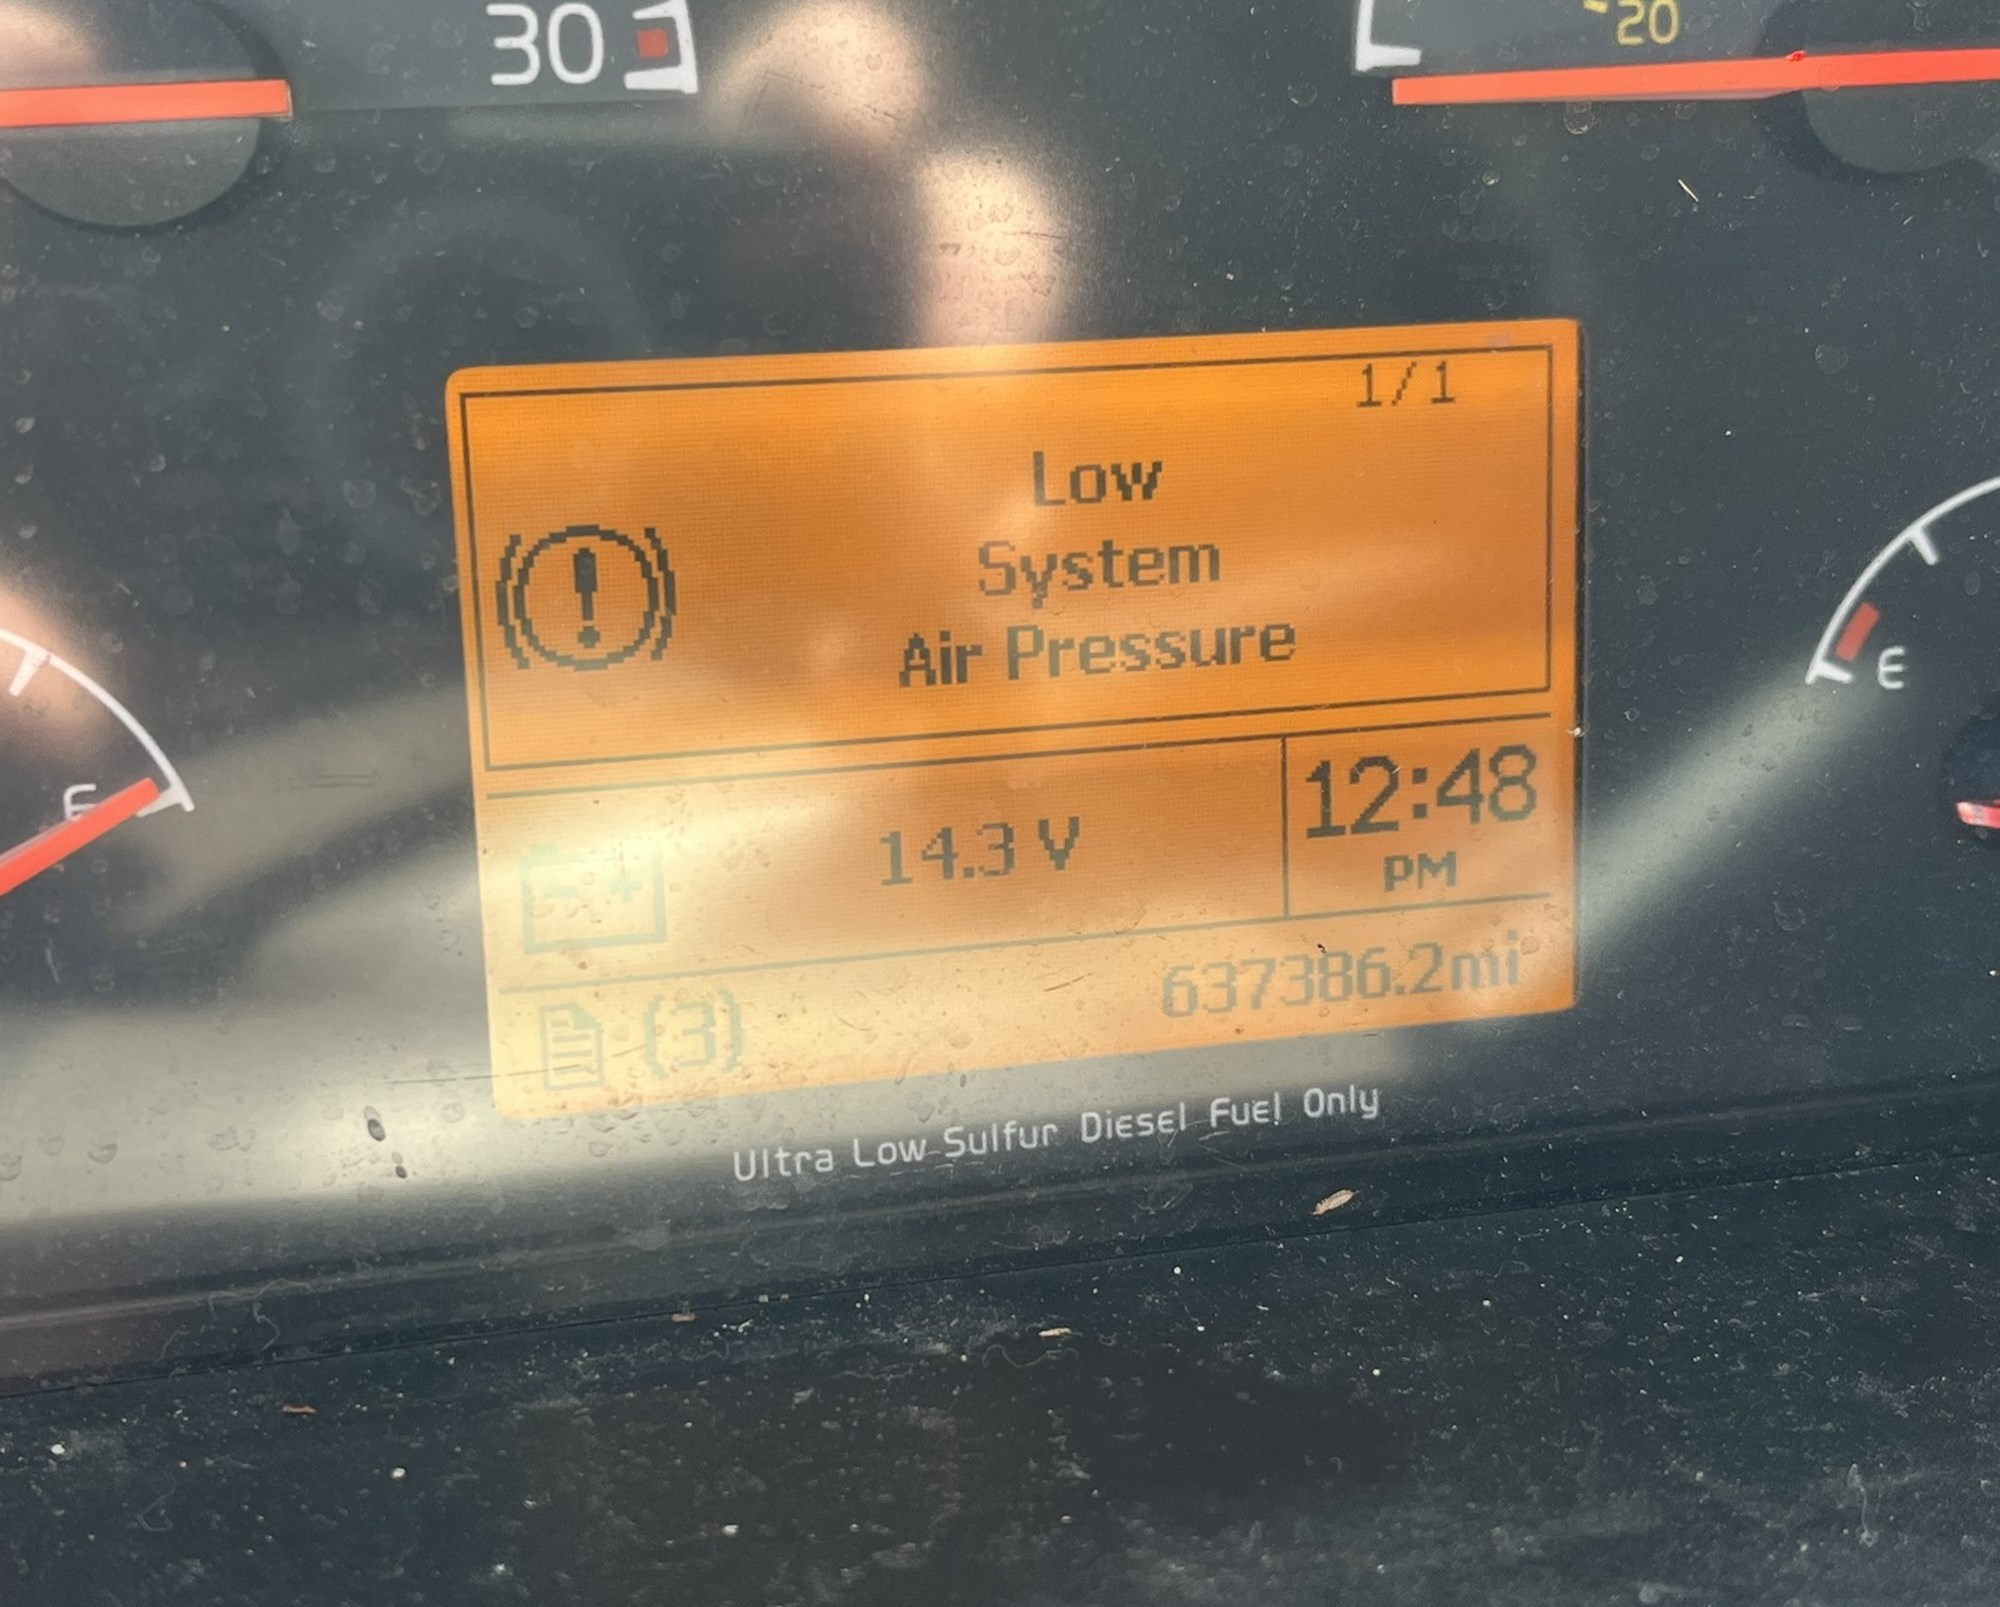 30
-20
1/1
Low
System
Air Pressure
E
E
14.3 V
12:48
PM
- +
(3)
637386.2mi
Ultra Low Sulfur Diesel Fuel Only